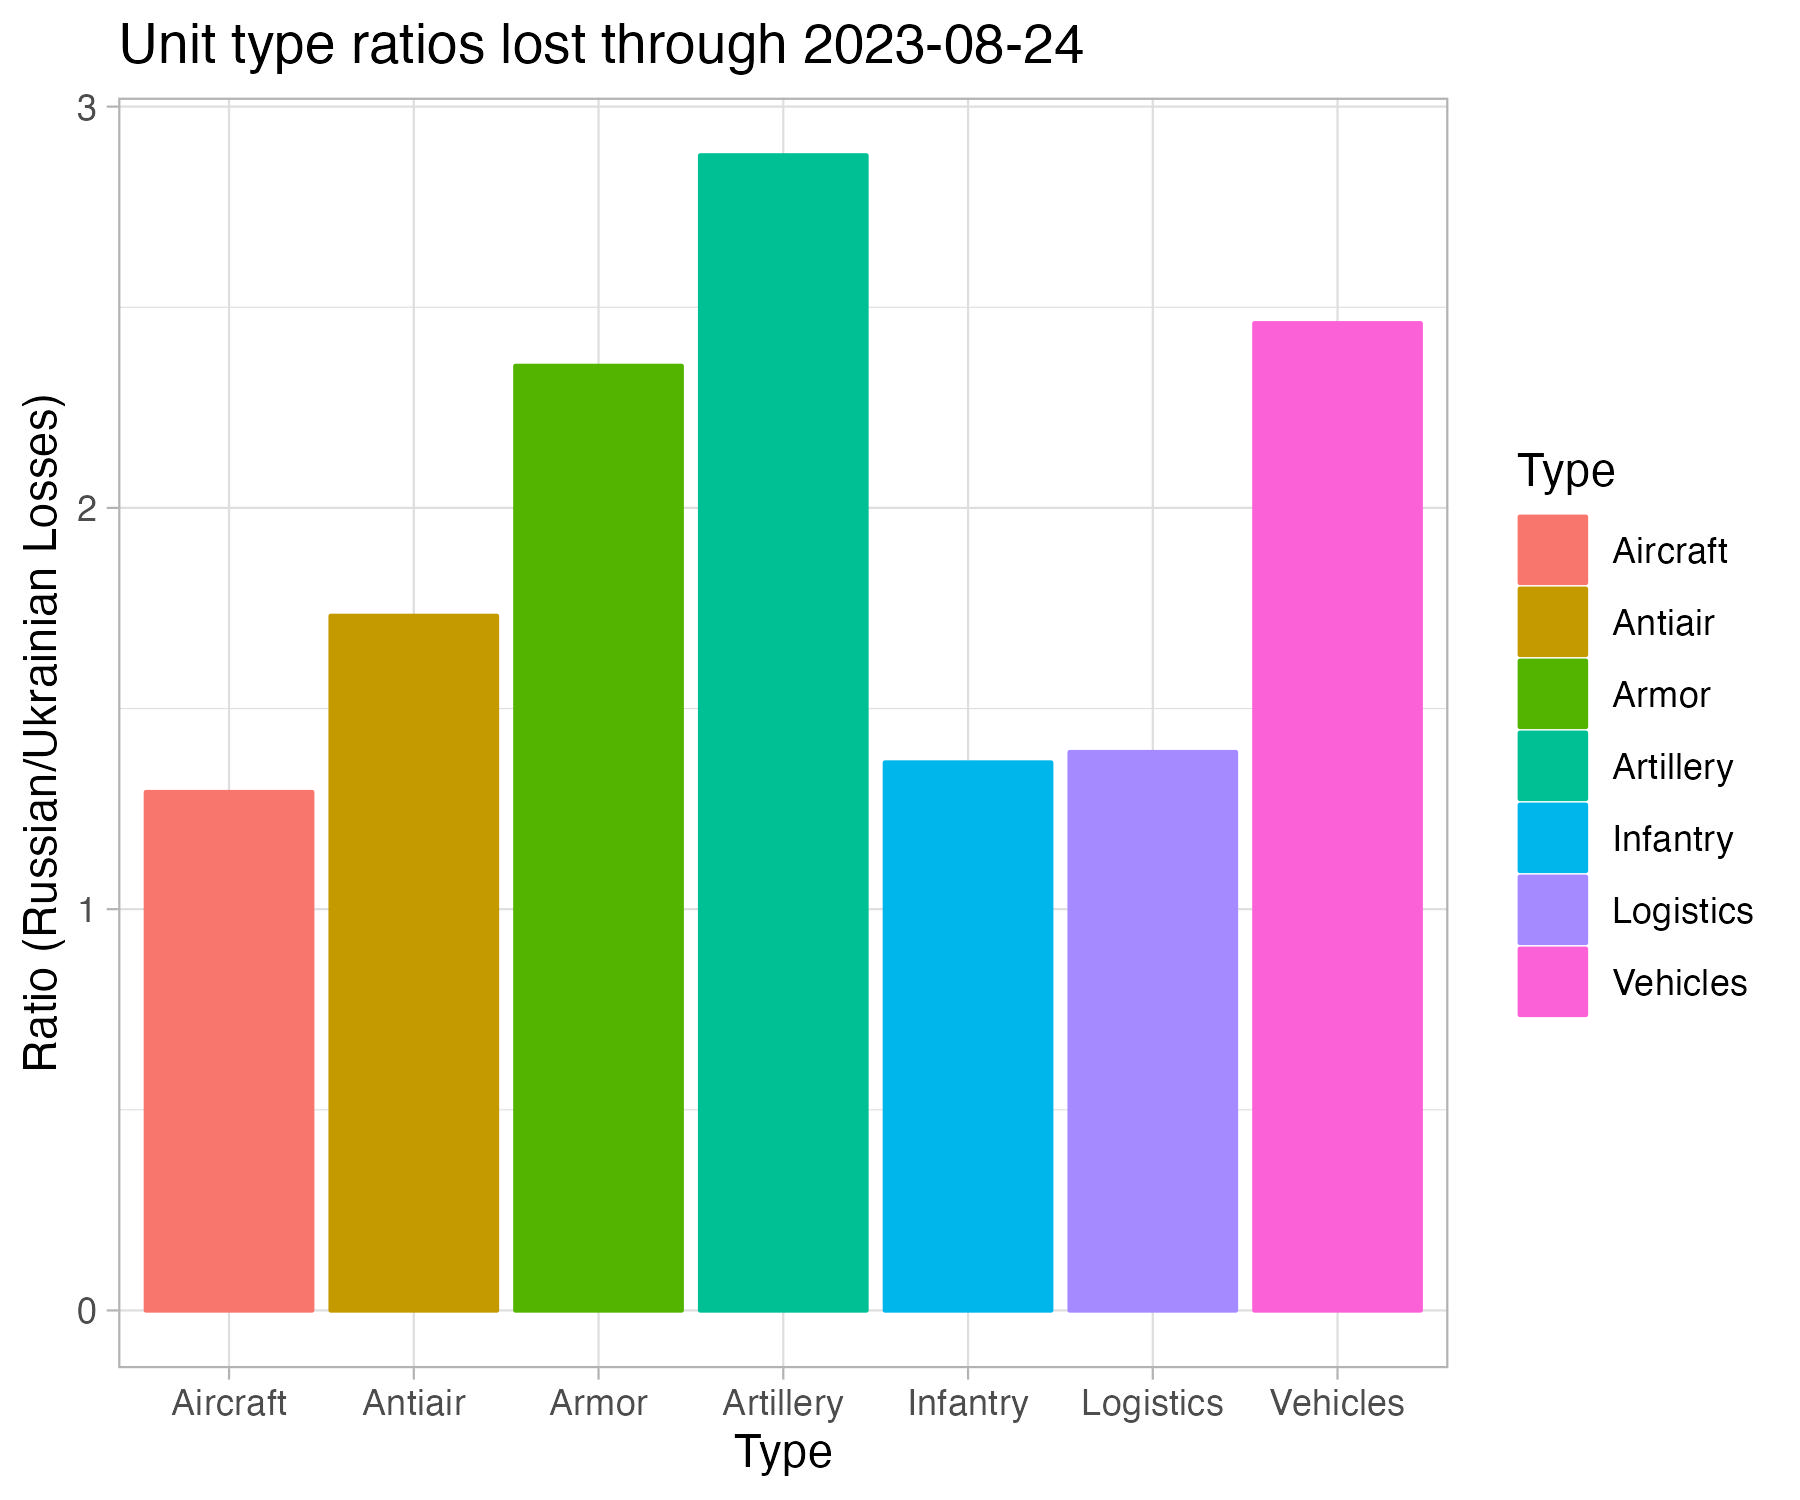 Unit type ratios lost through 2023-08-24
Ratio (Russian/Ukrainian Losses)
3
2
1
0
Aircraft
Antiair
Armor
Artillery
Infantry
Logistics
Vehicles
Type
Type
Aircraft
Antiair
Armor
Artillery
Infantry
Logistics
Vehicles